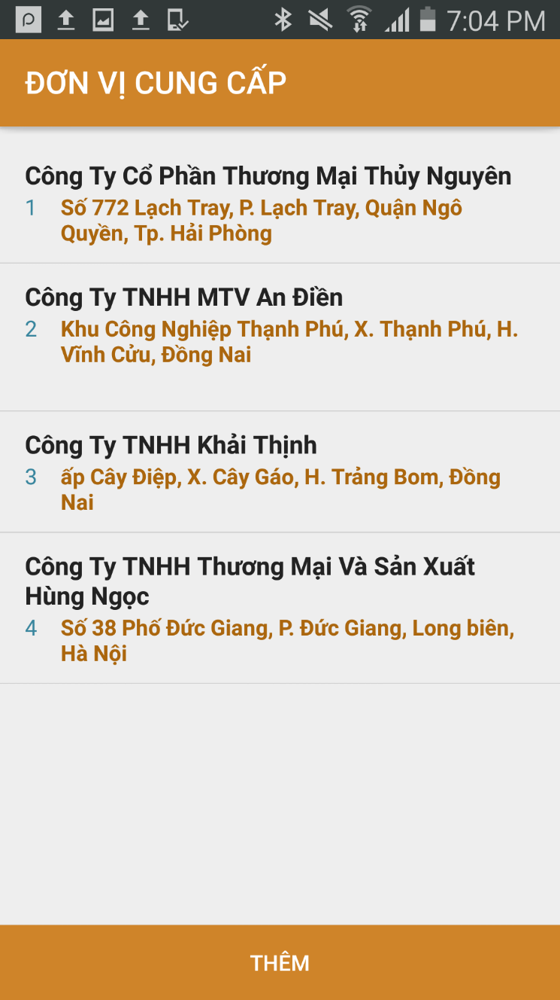 7:04 PM
ĐƠN VỊ CUNG CẤP
Công Ty Cổ Phần Thương Mại Thủy Nguyên
1 Số 772 Lạch Tray, P. Lạch Tray, Quận Ngô
Quyền, Tp. Hải Phòng
Công Ty TNHH MTV An Điền
2 Khu Công Nghiệp Thạnh Phú, X. Thạnh Phú, H.
Vĩnh Cửu, Đồng Nai
Công Ty TNHH Khải Thịnh
3 ấp Cây Điệp, X. Cây Gáo, H. Trảng Bom, Đồng
Nai
Công Ty TNHH Thương Mại Và Sản Xuất
Hùng Ngọc
4 Số 38 Phố Đức Giang, P. Đức Giang, Long biên,
Hà Nội
THÊM